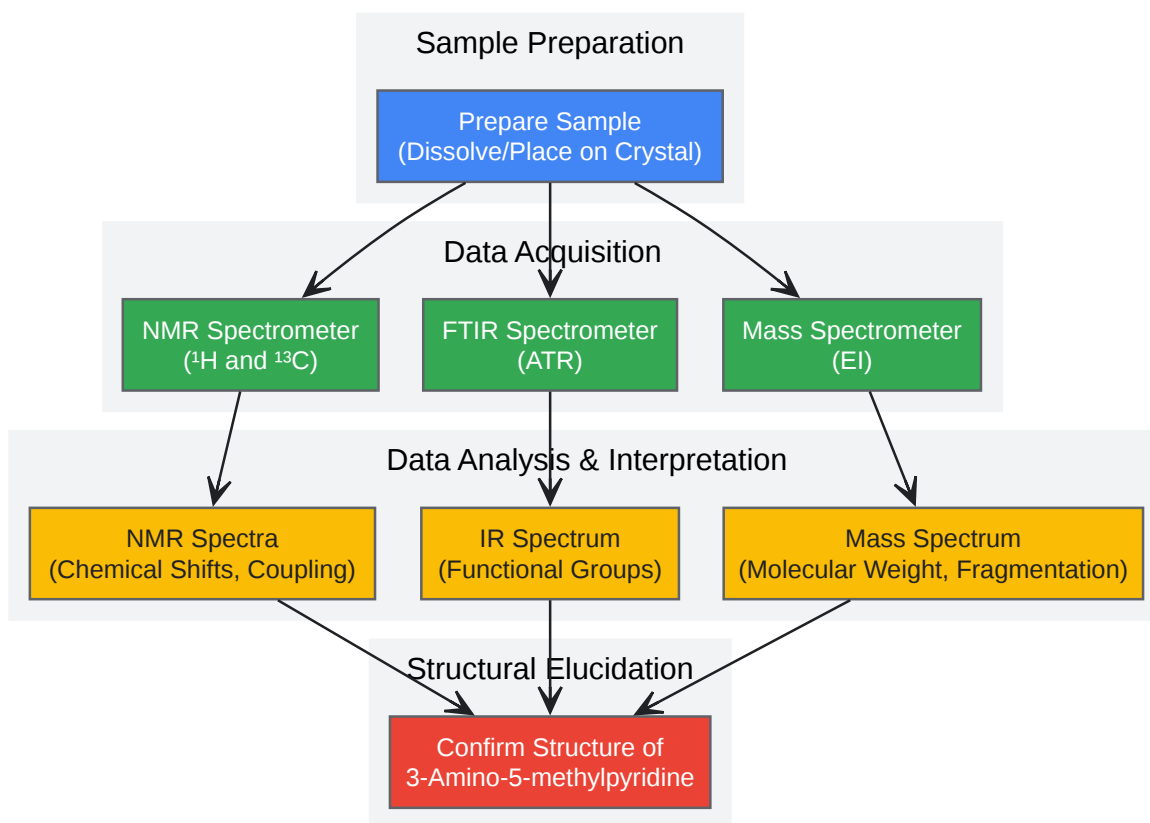 Sample Preparation
Prepare Sample
(Dissolve/Place on Crystal)
Data Acquisition
NMR Spectrometer
(¹H and ¹³C)
FTIR Spectrometer
(ATR)
Mass Spectrometer
(EI)
Data Analysis & Interpretation
NMR Spectra
(Chemical Shifts, Coupling)
IR Spectrum
(Functional Groups)
Mass Spectrum
(Molecular Weight, Fragmentation)
Structural Elucidation
Confirm Structure of
3-Amino-5-methylpyridine